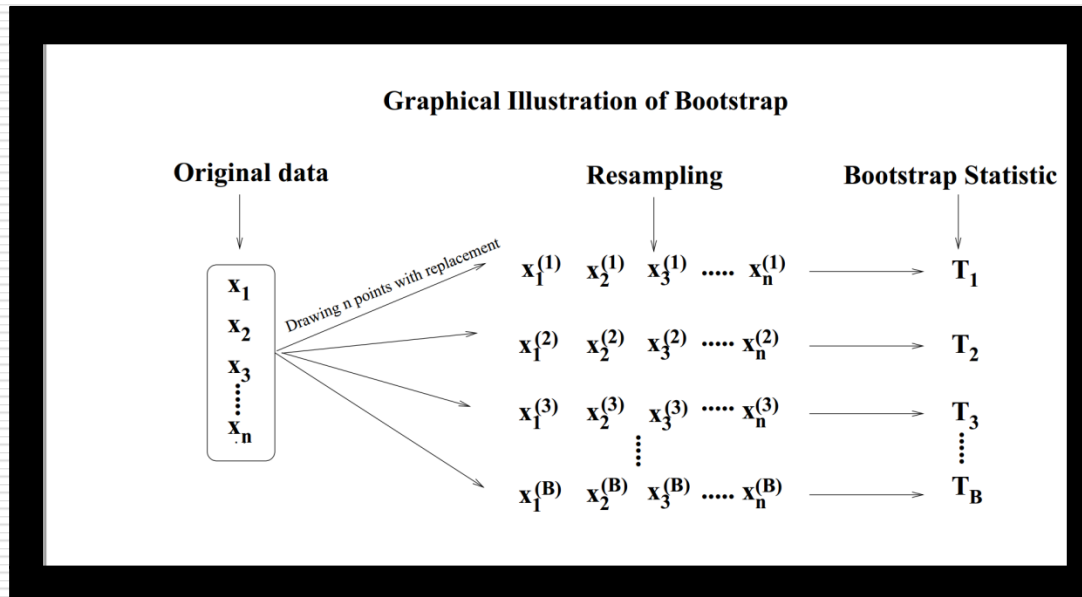 Graphical Illustration of Bootstrap
Original data
Resampling
Bootstrap Statistic
x₁
x₂
x₃
......
xₙ
Drawing n points with replacement
x₁⁽¹⁾ x₂⁽¹⁾ x₃⁽¹⁾ ..... xₙ⁽¹⁾ T₁
x₁⁽²⁾ x₂⁽²⁾ x₃⁽²⁾ ..... xₙ⁽²⁾ T₂
x₁⁽³⁾ x₂⁽³⁾ x₃⁽³⁾ ..... xₙ⁽³⁾ T₃
x₁⁽ᴮ⁾ x₂⁽ᴮ⁾ x₃⁽ᴮ⁾ ..... xₙ⁽ᴮ⁾ T_B